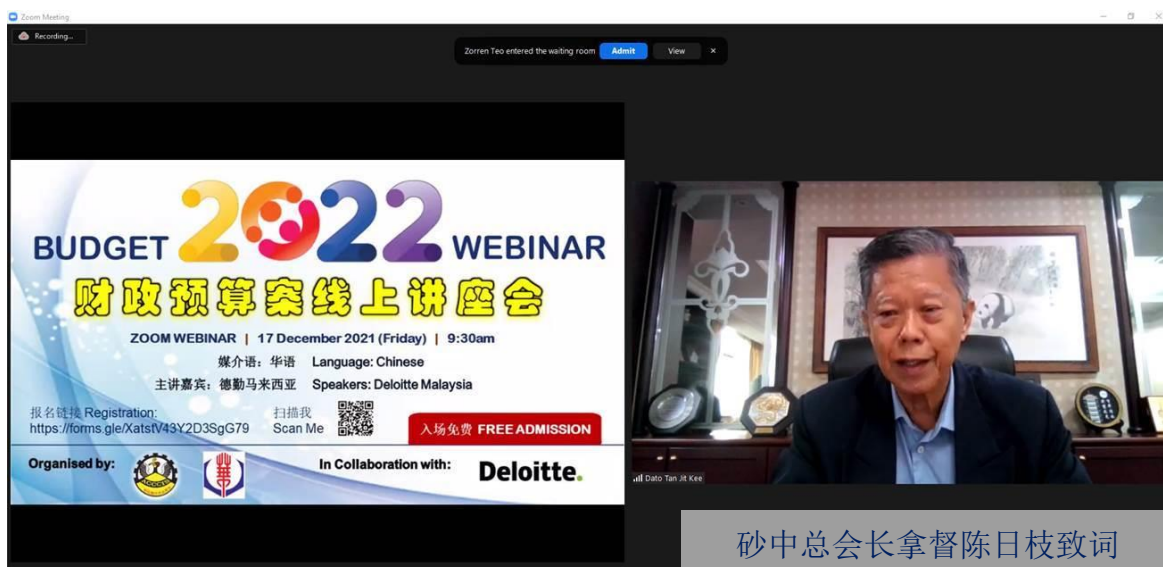 Zoom Meeting
Recording...
Zorren Teo entered the waiting room Admit View ×
2022
BUDGET WEBINAR
财政预算案线上讲座会
ZOOM WEBINAR | 17 December 2021 (Friday) | 9:30am
媒介语：华语 Language: Chinese
主讲嘉宾：德勤马来西亚 Speakers: Deloitte Malaysia
报名链接 Registration: 扫描我
https://forms.gle/XatstV43Y2D3SgG79 Scan Me
入场免费 FREE ADMISSION
Organised by: In Collaboration with: Deloitte.
Dato Tan Jit Kee
砂中总会长拿督陈日枝致词